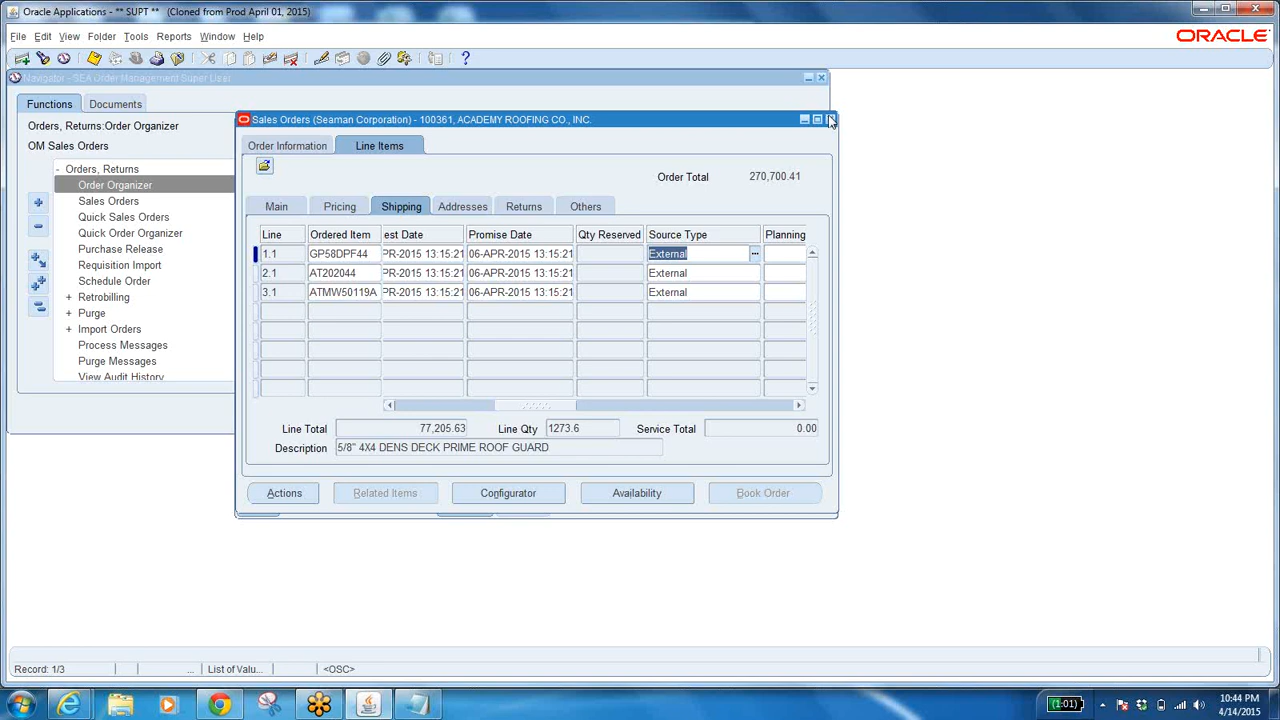 Oracle Applications - ** SUPT ** (Cloned from Prod April 01, 2015)
File Edit View Folder Tools Reports Window Help
ORACLE
Navigator - SEA Order Management Super User
Functions Documents
Orders, Returns:Order Organizer
OM Sales Orders
- Orders, Returns
Order Organizer
Sales Orders
Quick Sales Orders
Quick Order Organizer
Purchase Release
Requisition Import
Schedule Order
+ Retrobilling
+ Purge
+ Import Orders
Process Messages
Purge Messages
View Audit History
Sales Orders (Seaman Corporation) - 100361, ACADEMY ROOFING CO., INC.
Order Information Line Items
Order Total 270,700.41
Main Pricing Shipping Addresses Returns Others
Line Ordered Item est Date Promise Date Qty Reserved Source Type Planning
1.1 GP58DPF44 PR-2015 13:15:21 06-APR-2015 13:15:21 External ...
2.1 AT202044 PR-2015 13:15:21 06-APR-2015 13:15:21 External
3.1 ATMW50119A PR-2015 13:15:21 06-APR-2015 13:15:21 External
Line Total 77,205.63 Line Qty 1273.6 Service Total 0.00
Description 5/8" 4X4 DENS DECK PRIME ROOF GUARD
Actions Related Items Configurator Availability Book Order
Record: 1/3 ... List of Valu... <OSC>
(1:01) 10:44 PM
4/14/2015